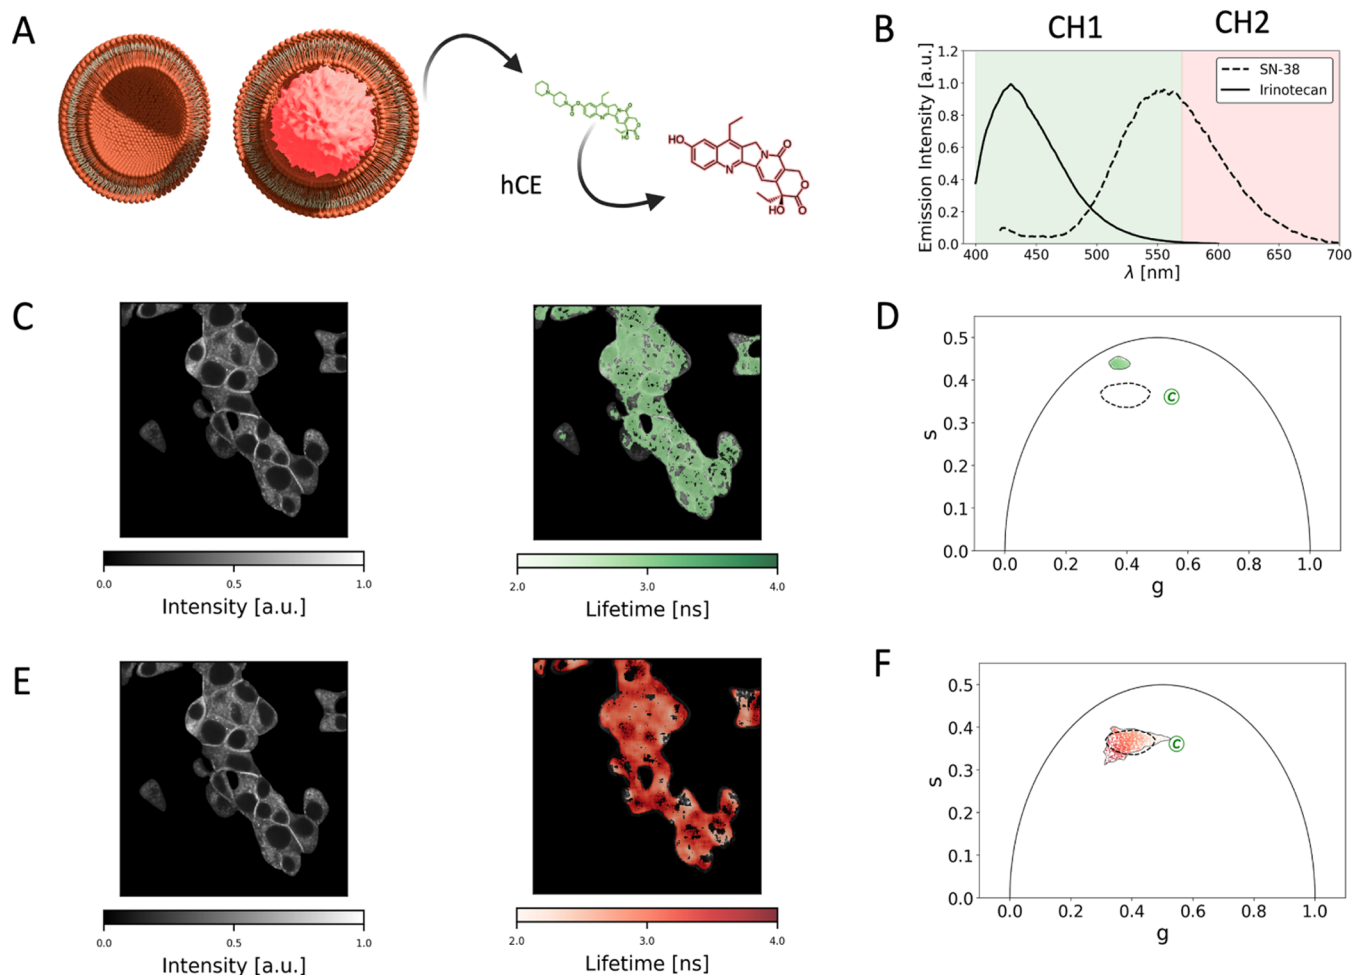 A
hCE
HO
N
N
O
O
O
HO
B
CH1
CH2
Emission Intensity [a.u.]
1.2
1.0
0.8
0.6
0.4
0.2
0.0
SN-38
Irinotecan
400
450
500
550
600
650
700
λ [nm]
C
0.0
0.5
1.0
Intensity [a.u.]
2.0
3.0
4.0
Lifetime [ns]
D
s
0.5
0.4
0.3
0.2
0.1
0.0
C
0.0
0.2
0.4
0.6
0.8
1.0
g
E
0.0
0.5
1.0
Intensity [a.u.]
2.0
3.0
4.0
Lifetime [ns]
F
s
0.5
0.4
0.3
0.2
0.1
0.0
C
0.0
0.2
0.4
0.6
0.8
1.0
g